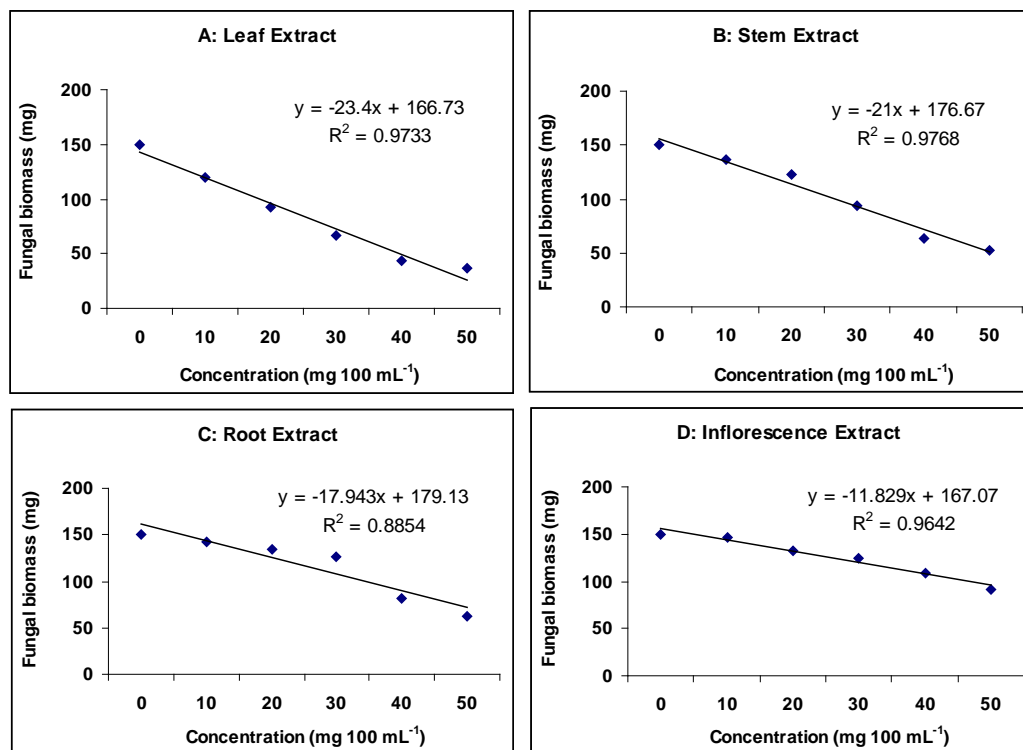 A: Leaf Extract
y = -23.4x + 166.73
R² = 0.9733
200
150
100
50
0
0 10 20 30 40 50
Fungal biomass (mg)
Concentration (mg 100 mL⁻¹)
B: Stem Extract
y = -21x + 176.67
R² = 0.9768
200
150
100
50
0
0 10 20 30 40 50
Fungal biomass (mg)
Concentration (mg 100 mL⁻¹)
C: Root Extract
y = -17.943x + 179.13
R² = 0.8854
200
150
100
50
0
0 10 20 30 40 50
Fungal biomass (mg)
Concentration (mg 100 mL⁻¹)
D: Inflorescence Extract
y = -11.829x + 167.07
R² = 0.9642
200
150
100
50
0
0 10 20 30 40 50
Fungal biomass (mg)
Concentration (mg 100 mL⁻¹)